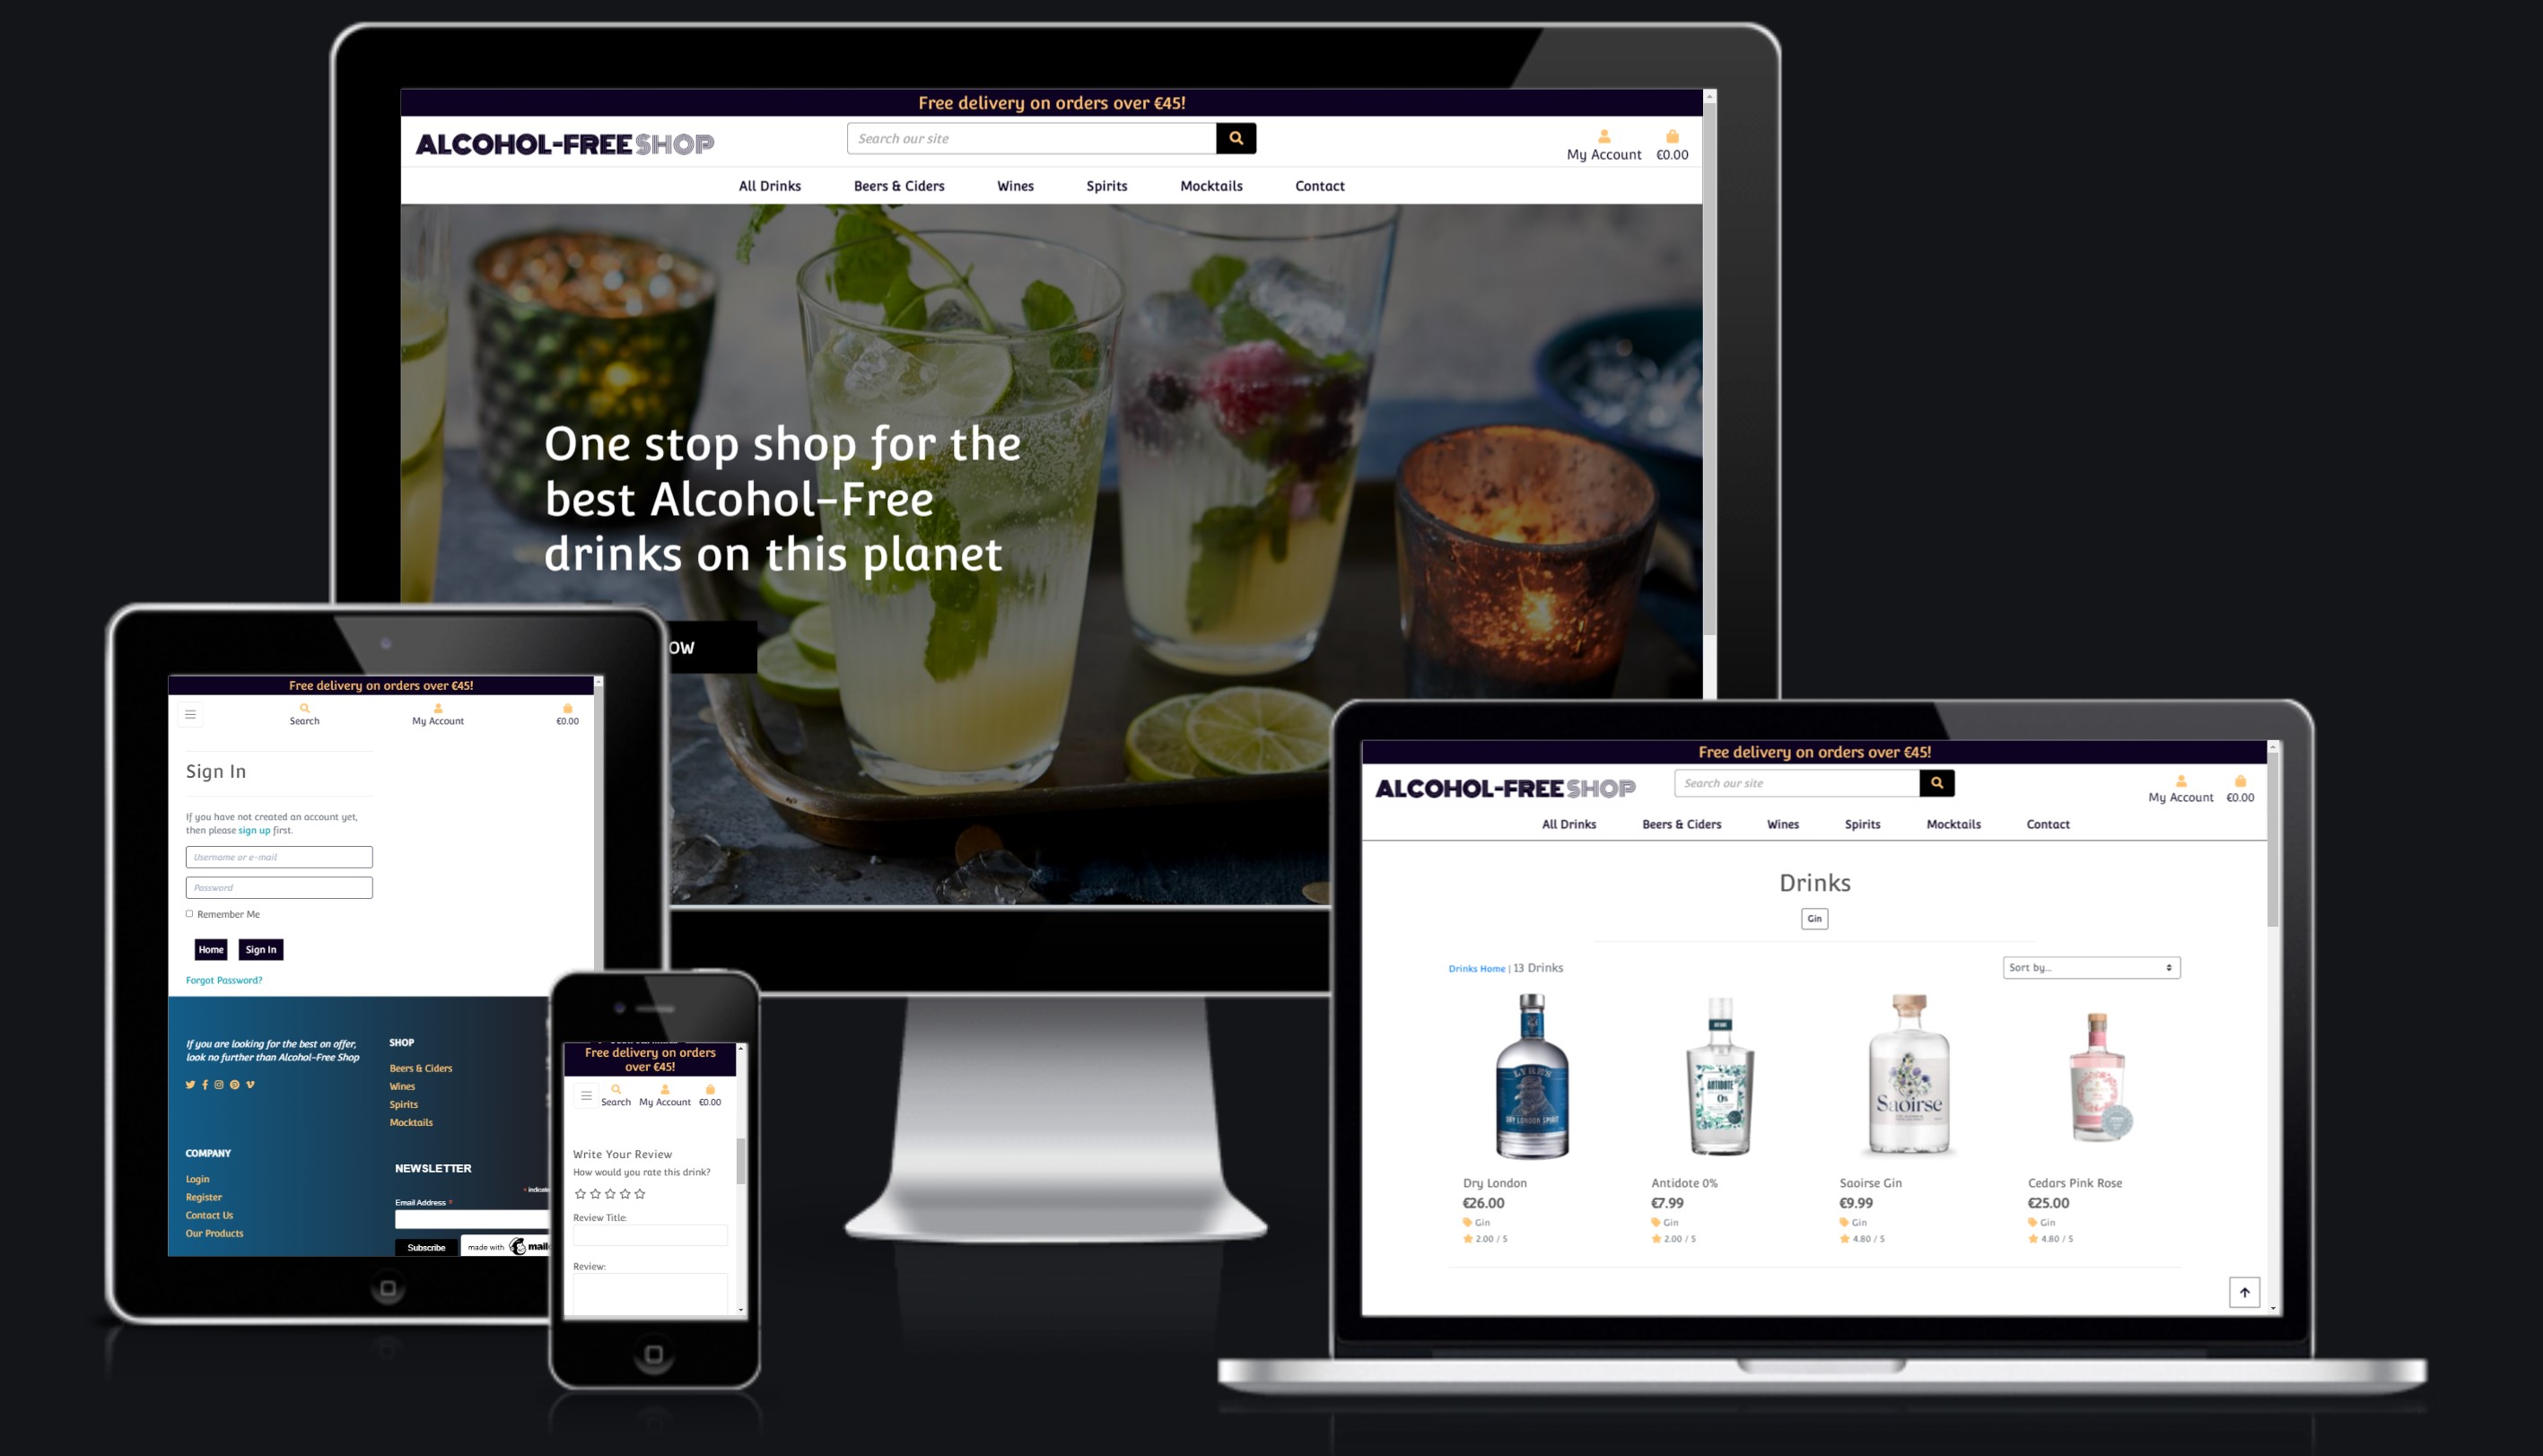 Free delivery on orders over €45!
ALCOHOL-FREE SHOP
Search our site
My Account €0.00
All Drinks Beers & Ciders Wines Spirits Mocktails Contact
One stop shop for the
best Alcohol-Free
drinks on this planet
OW
Free delivery on orders over €45!
Search My Account €0.00
Sign In
If you have not created an account yet,
then please sign up first.
Username or e-mail
Password
Remember Me
Home Sign In
Forgot Password?
If you are looking for the best on offer,
look no further than Alcohol-Free Shop
SHOP
Beers & Ciders
Wines
Spirits
Mocktails
COMPANY
Login
Register
Contact Us
Our Products
NEWSLETTER
* indicate
Email Address *
Subscribe made with mailc
Free delivery on orders
over €45!
Search My Account €0.00
Write Your Review
How would you rate this drink?
Review Title:
Review:
Free delivery on orders over €45!
ALCOHOL-FREE SHOP
Search our site
My Account €0.00
All Drinks Beers & Ciders Wines Spirits Mocktails Contact
Drinks
Gin
Drinks Home | 13 Drinks
Sort by...
LYRE'S
DRY LONDON SPIRIT
ANTIDOTE
0%
Saoirse
Dry London Antidote 0% Saoirse Gin Cedars Pink Rose
€26.00 €7.99 €9.99 €25.00
Gin Gin Gin Gin
2.00 / 5 2.00 / 5 4.80 / 5 4.80 / 5